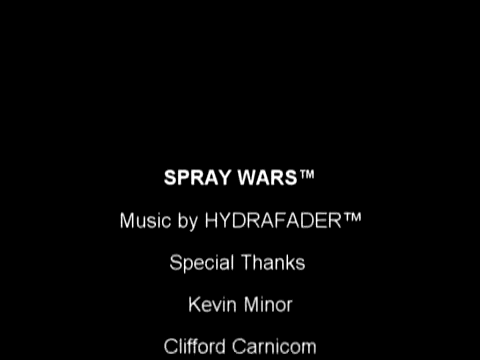 SPRAY WARS™
Music by HYDRAFADER™
Special Thanks
Kevin Minor
Clifford Carnicom